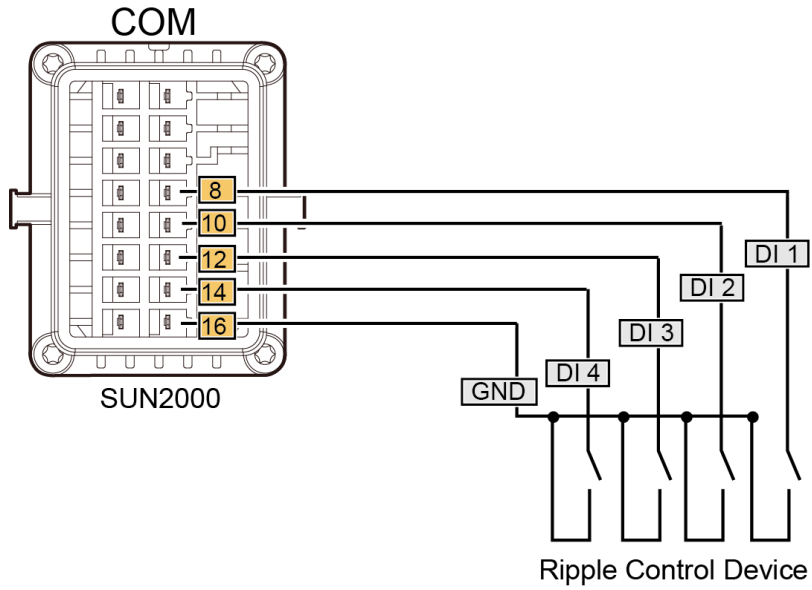 COM
8
10
12
14
16
DI 1
DI 2
DI 3
DI 4
GND
SUN2000
Ripple Control Device